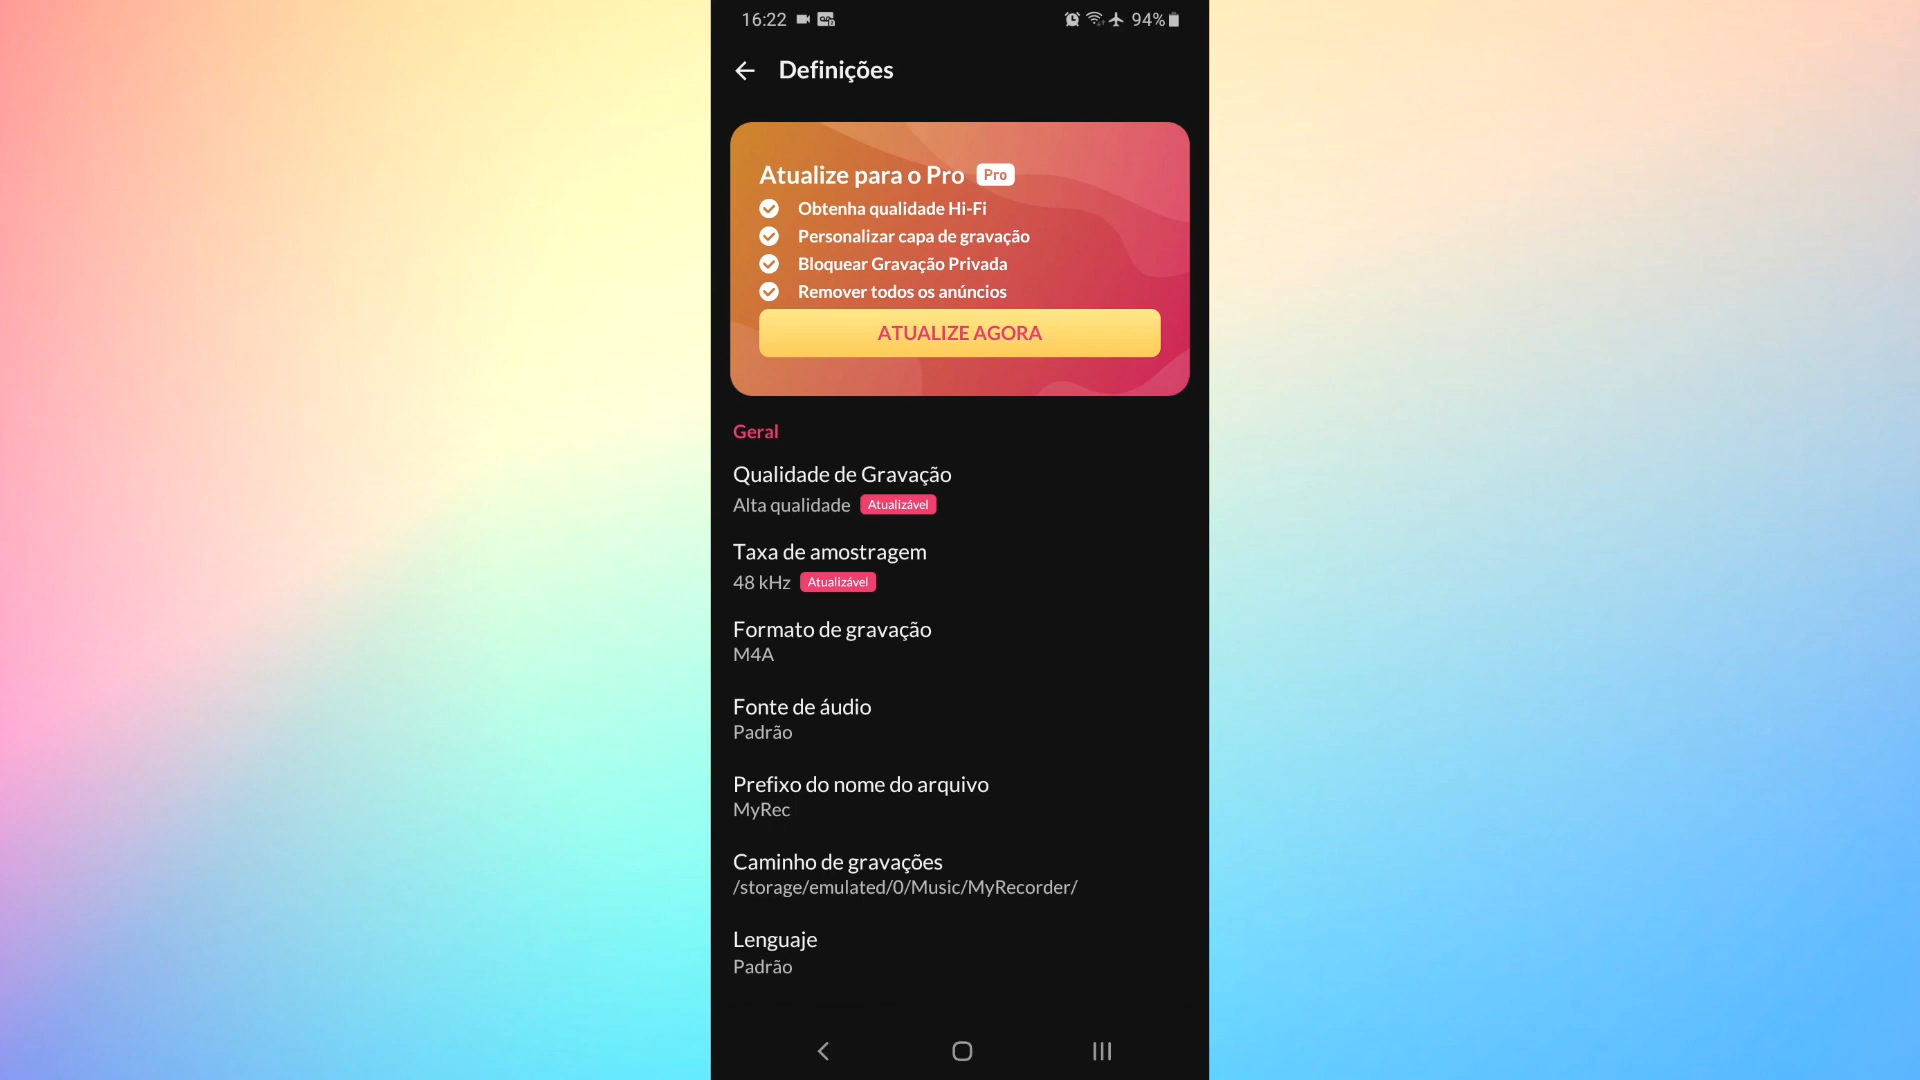 16:22
94%
Definições
Atualize para o Pro Pro
Obtenha qualidade Hi-Fi
Personalizar capa de gravação
Bloquear Gravação Privada
Remover todos os anúncios
ATUALIZE AGORA
Geral
Qualidade de Gravação
Alta qualidade Atualizável
Taxa de amostragem
48 kHz Atualizável
Formato de gravação
M4A
Fonte de áudio
Padrão
Prefixo do nome do arquivo
MyRec
Caminho de gravações
/storage/emulated/0/Music/MyRecorder/
Lenguaje
Padrão